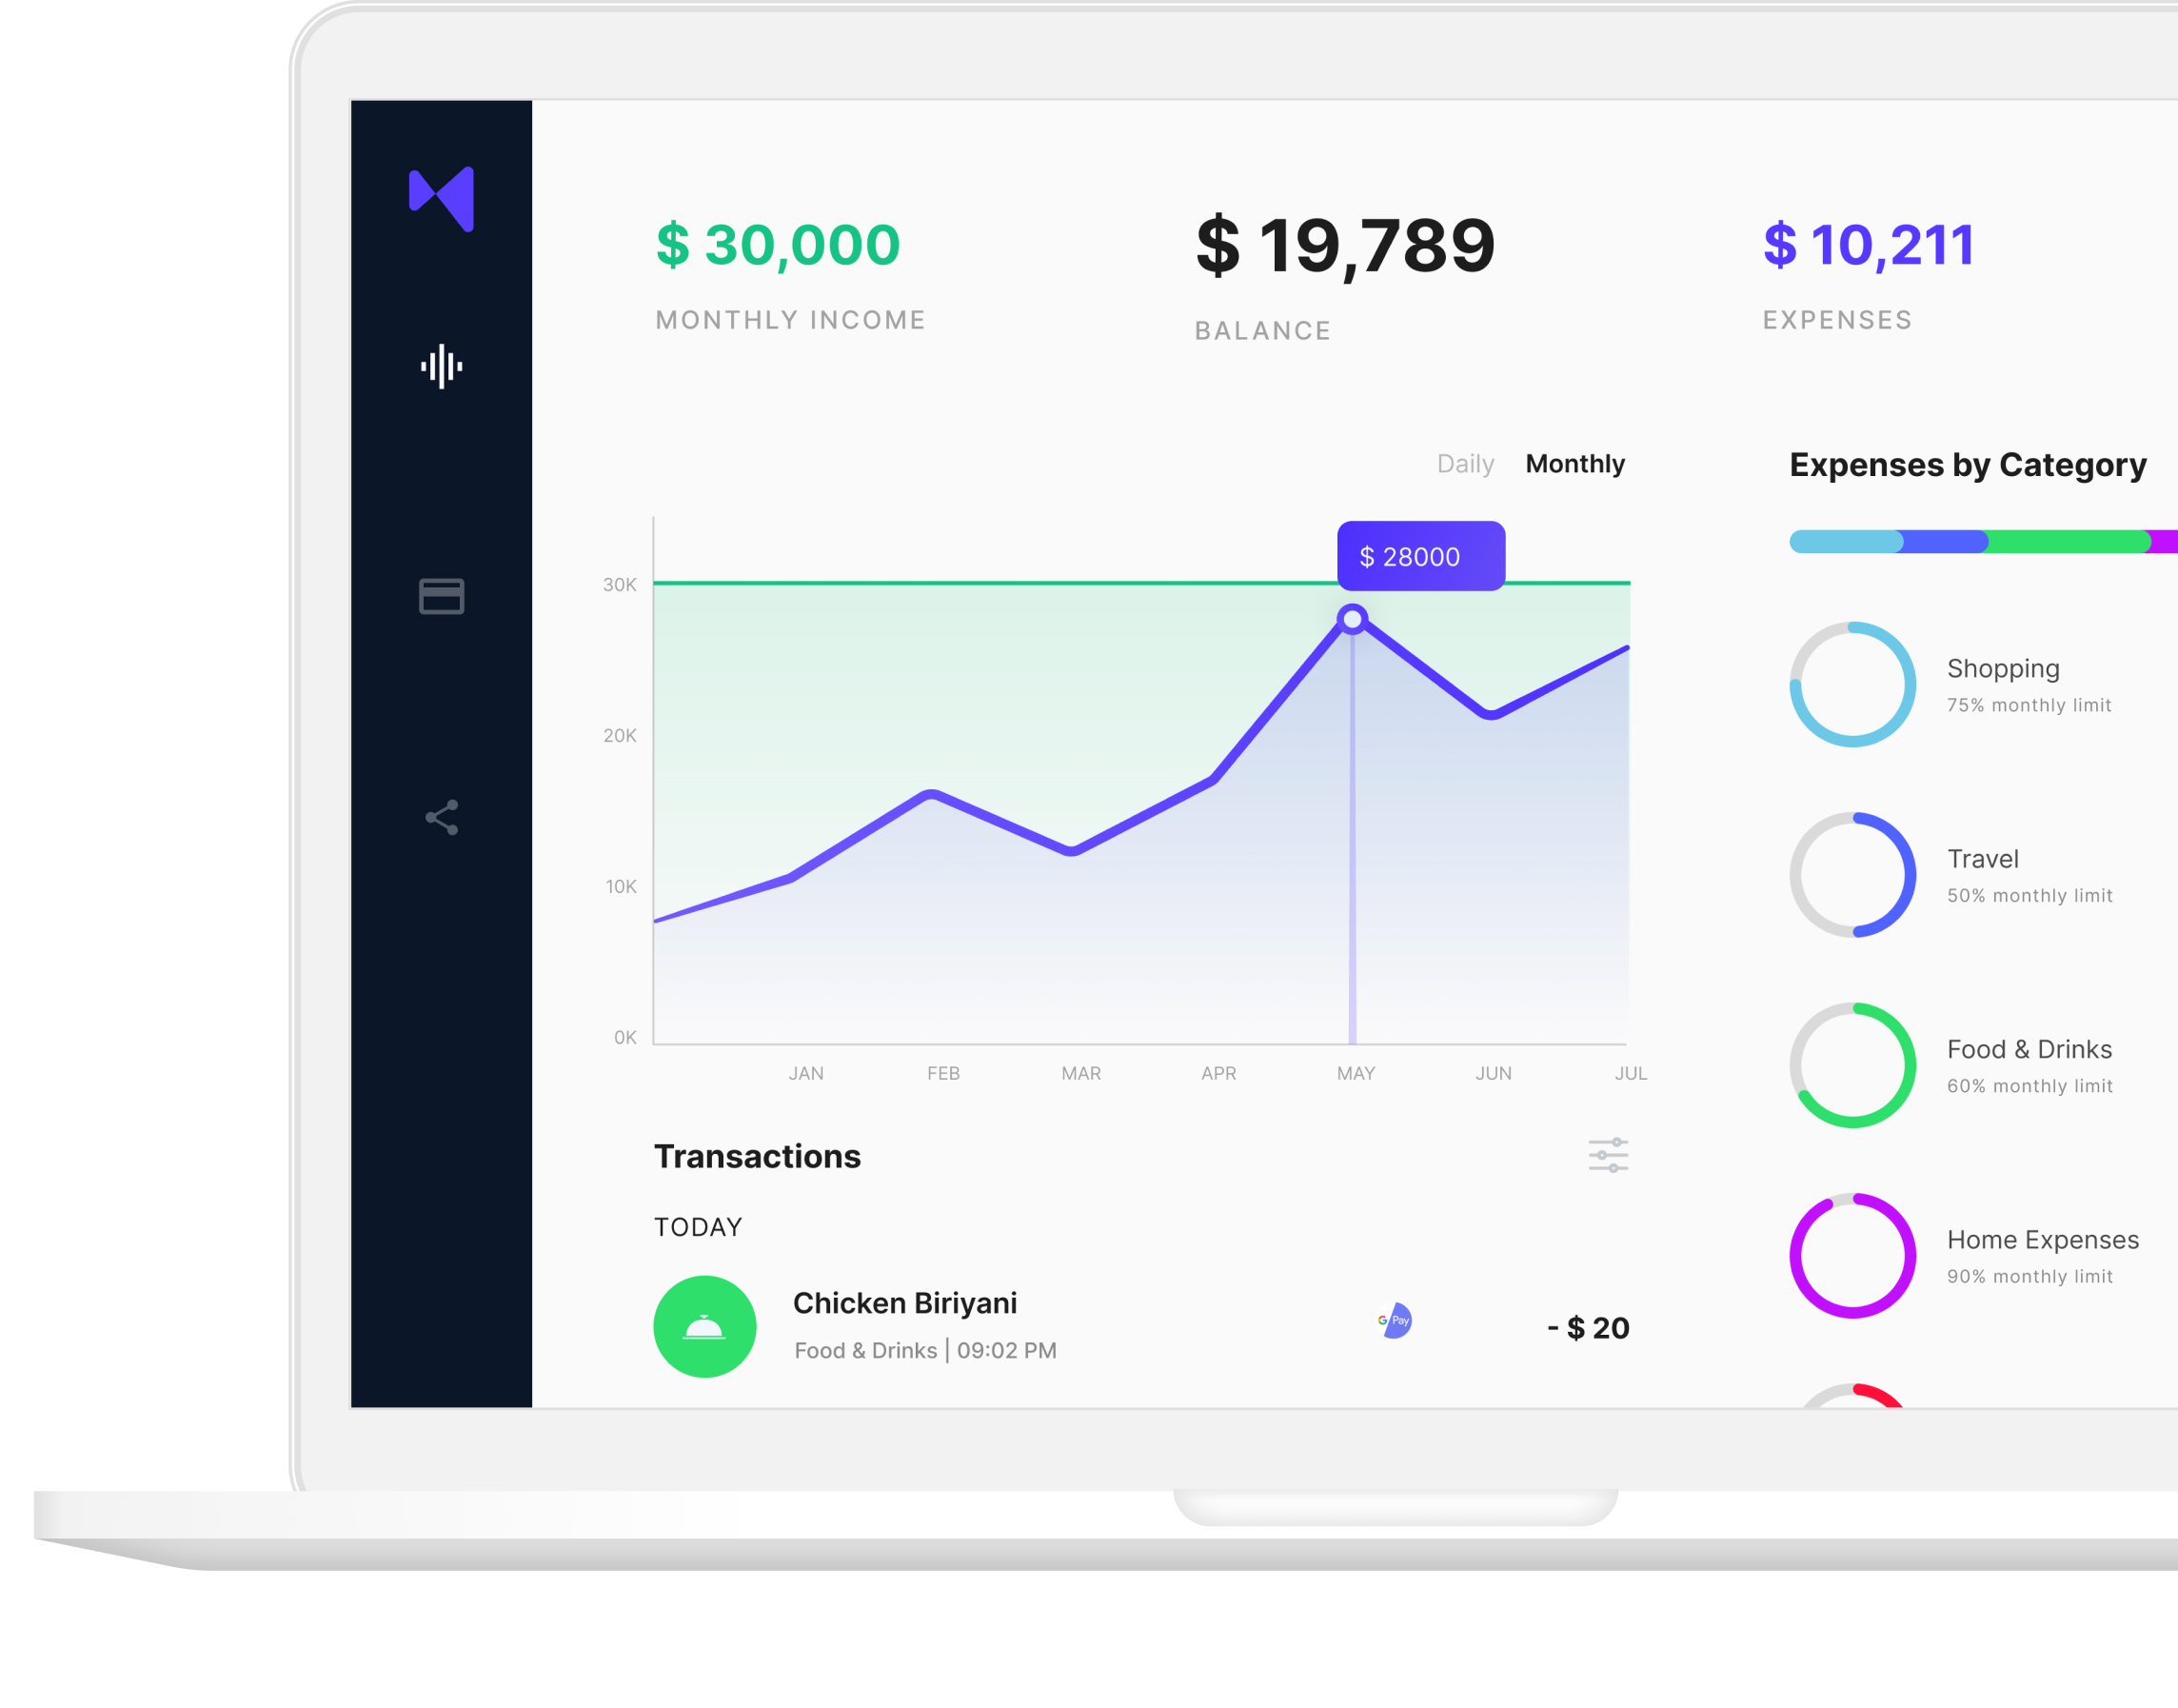 $ 30,000
MONTHLY INCOME
$ 19,789
BALANCE
$ 10,211
EXPENSES
Daily Monthly
$ 28000
30K
20K
10K
0K
JAN FEB MAR APR MAY JUN JUL
Expenses by Category
Shopping
75% monthly limit
Travel
50% monthly limit
Food & Drinks
60% monthly limit
Home Expenses
90% monthly limit
Transactions
TODAY
Chicken Biriyani
Food & Drinks | 09:02 PM
G Pay
- $ 20